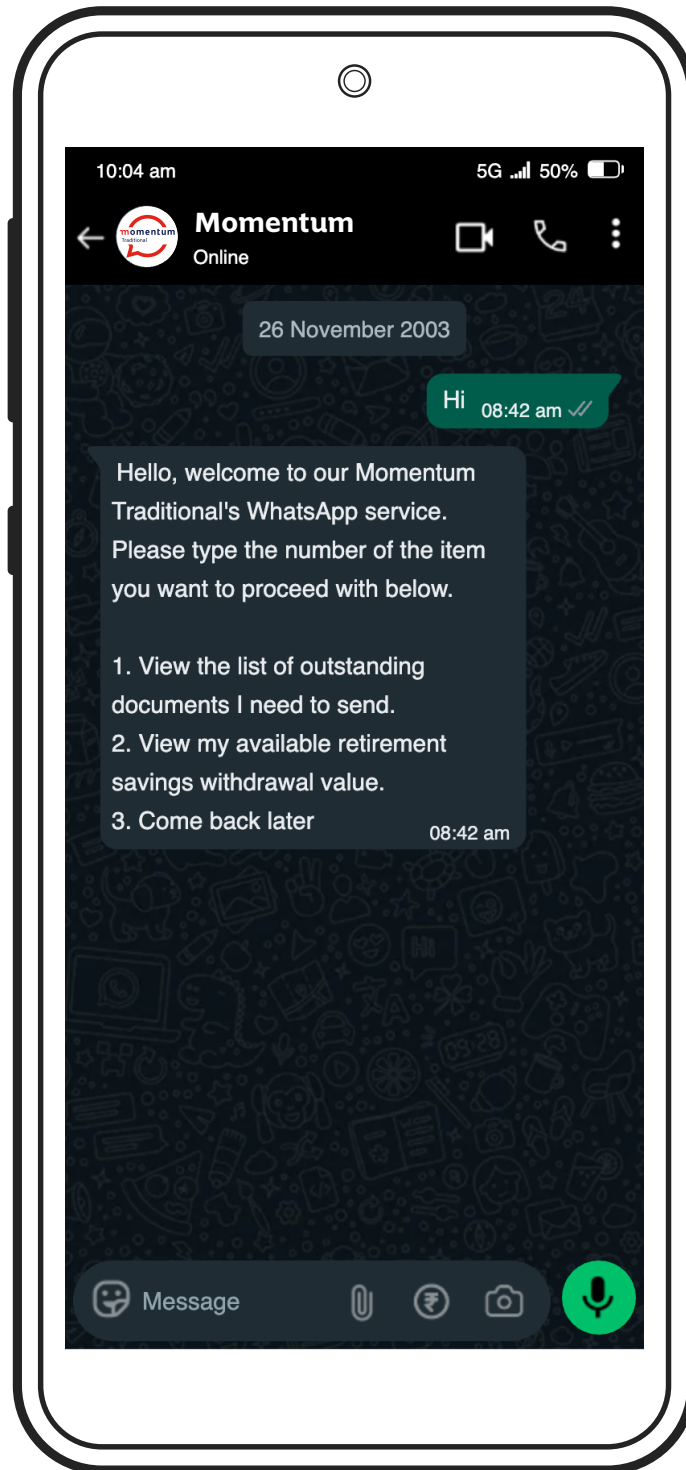 10:04 am 5G 50%
momentum
Traditional
Momentum
Online
26 November 2003
Hi 08:42 am
Hello, welcome to our Momentum
Traditional's WhatsApp service.
Please type the number of the item
you want to proceed with below.
1. View the list of outstanding
documents I need to send.
2. View my available retirement
savings withdrawal value.
3. Come back later 08:42 am
Message